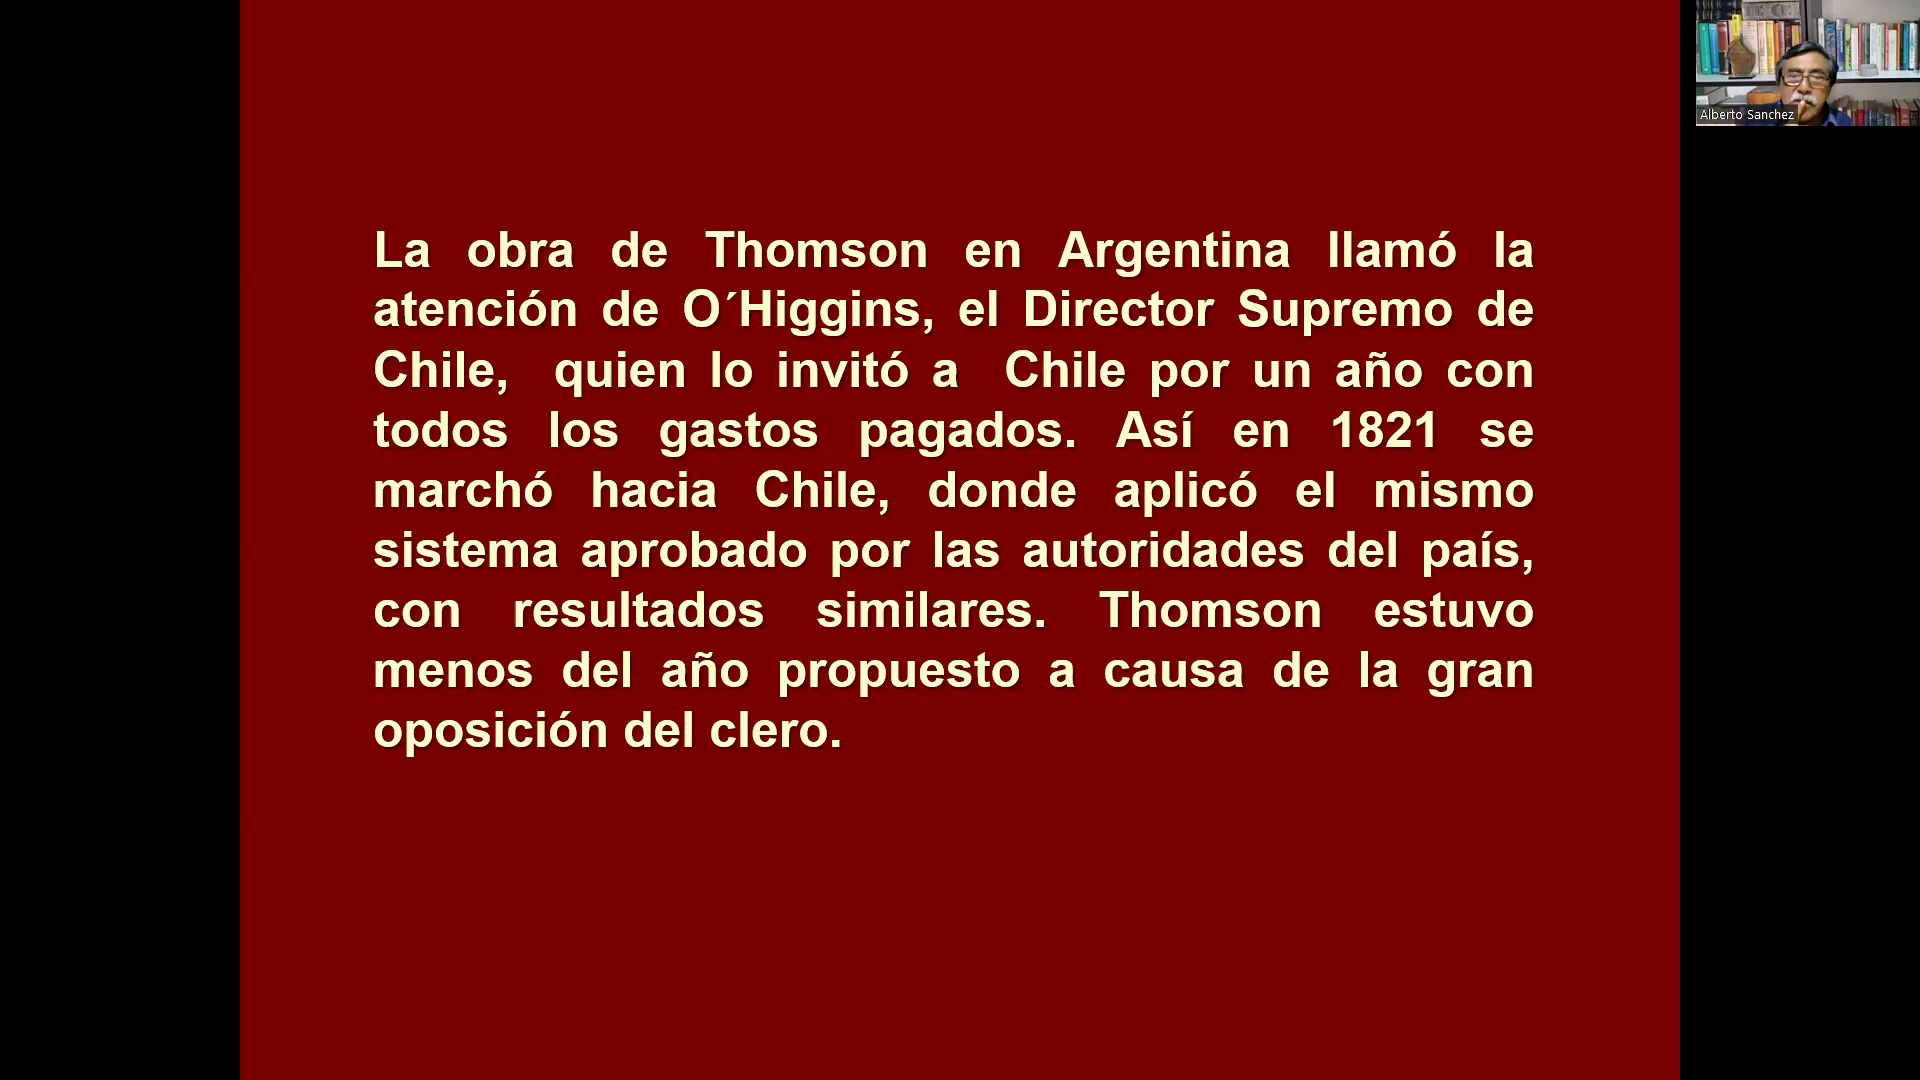 La obra de Thomson en Argentina llamó la
atención de O´Higgins, el Director Supremo de
Chile, quien lo invitó a Chile por un año con
todos los gastos pagados. Así en 1821 se
marchó hacia Chile, donde aplicó el mismo
sistema aprobado por las autoridades del país,
con resultados similares. Thomson estuvo
menos del año propuesto a causa de la gran
oposición del clero.
Alberto Sanchez